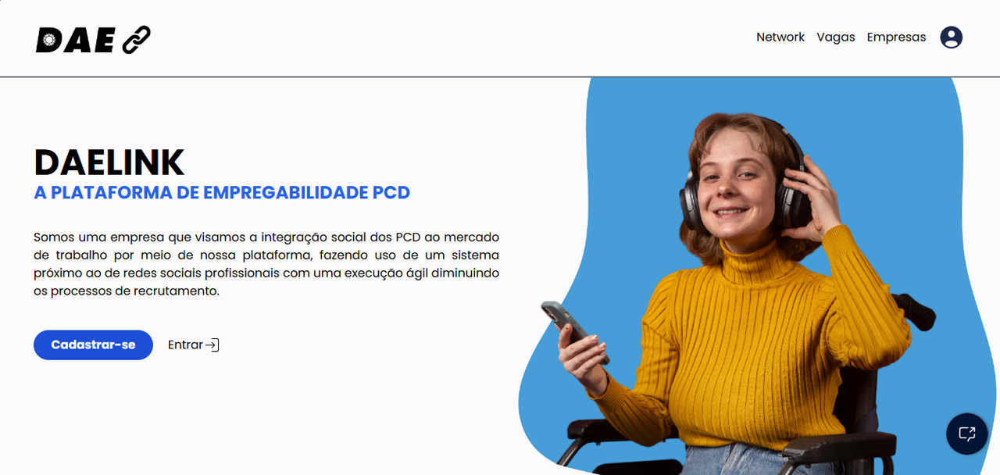 DAE
Network Vagas Empresas
DAELINK
A PLATAFORMA DE EMPREGABILIDADE PCD
Somos uma empresa que visamos a integração social dos PCD ao mercado
de trabalho por meio de nossa plataforma, fazendo uso de um sistema
próximo ao de redes sociais profissionais com uma execução ágil diminuindo
os processos de recrutamento.
Cadastrar-se Entrar